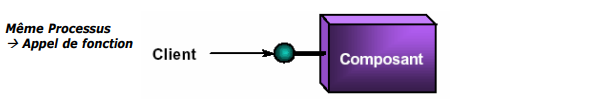 Même Processus
→ Appel de fonction
Client
Composant